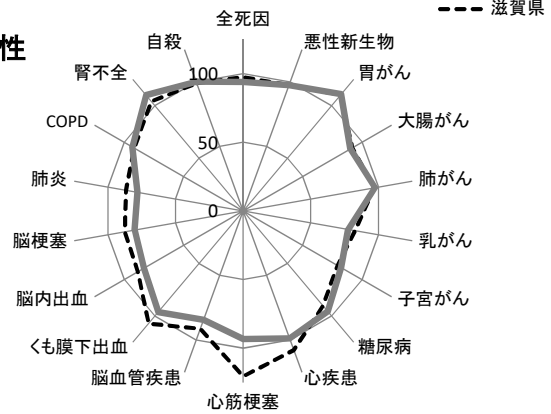 滋賀県
性
全死因
悪性新生物
胃がん
大腸がん
肺がん
乳がん
子宮がん
糖尿病
心疾患
心筋梗塞
脳血管疾患
くも膜下出血
脳内出血
脳梗塞
肺炎
COPD
腎不全
自殺
100
50
0